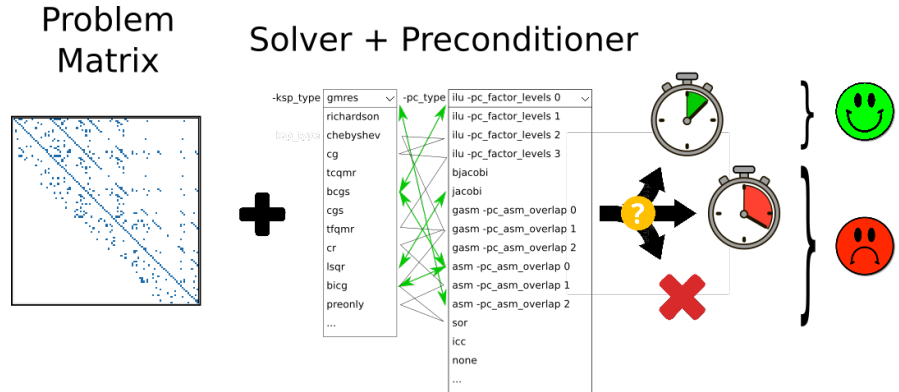 Problem
Matrix
Solver + Preconditioner
-ksp_type
gmres
richardson
chebyshev
cg
tcqmr
bcgs
cgs
tfqmr
cr
lsqr
bicg
preonly
...
-pc_type
ilu -pc_factor_levels 0
ilu -pc_factor_levels 1
ilu -pc_factor_levels 2
ilu -pc_factor_levels 3
bjacobi
jacobi
gasm -pc_asm_overlap 0
gasm -pc_asm_overlap 1
gasm -pc_asm_overlap 2
asm -pc_asm_overlap 0
asm -pc_asm_overlap 1
asm -pc_asm_overlap 2
sor
icc
none
...
?